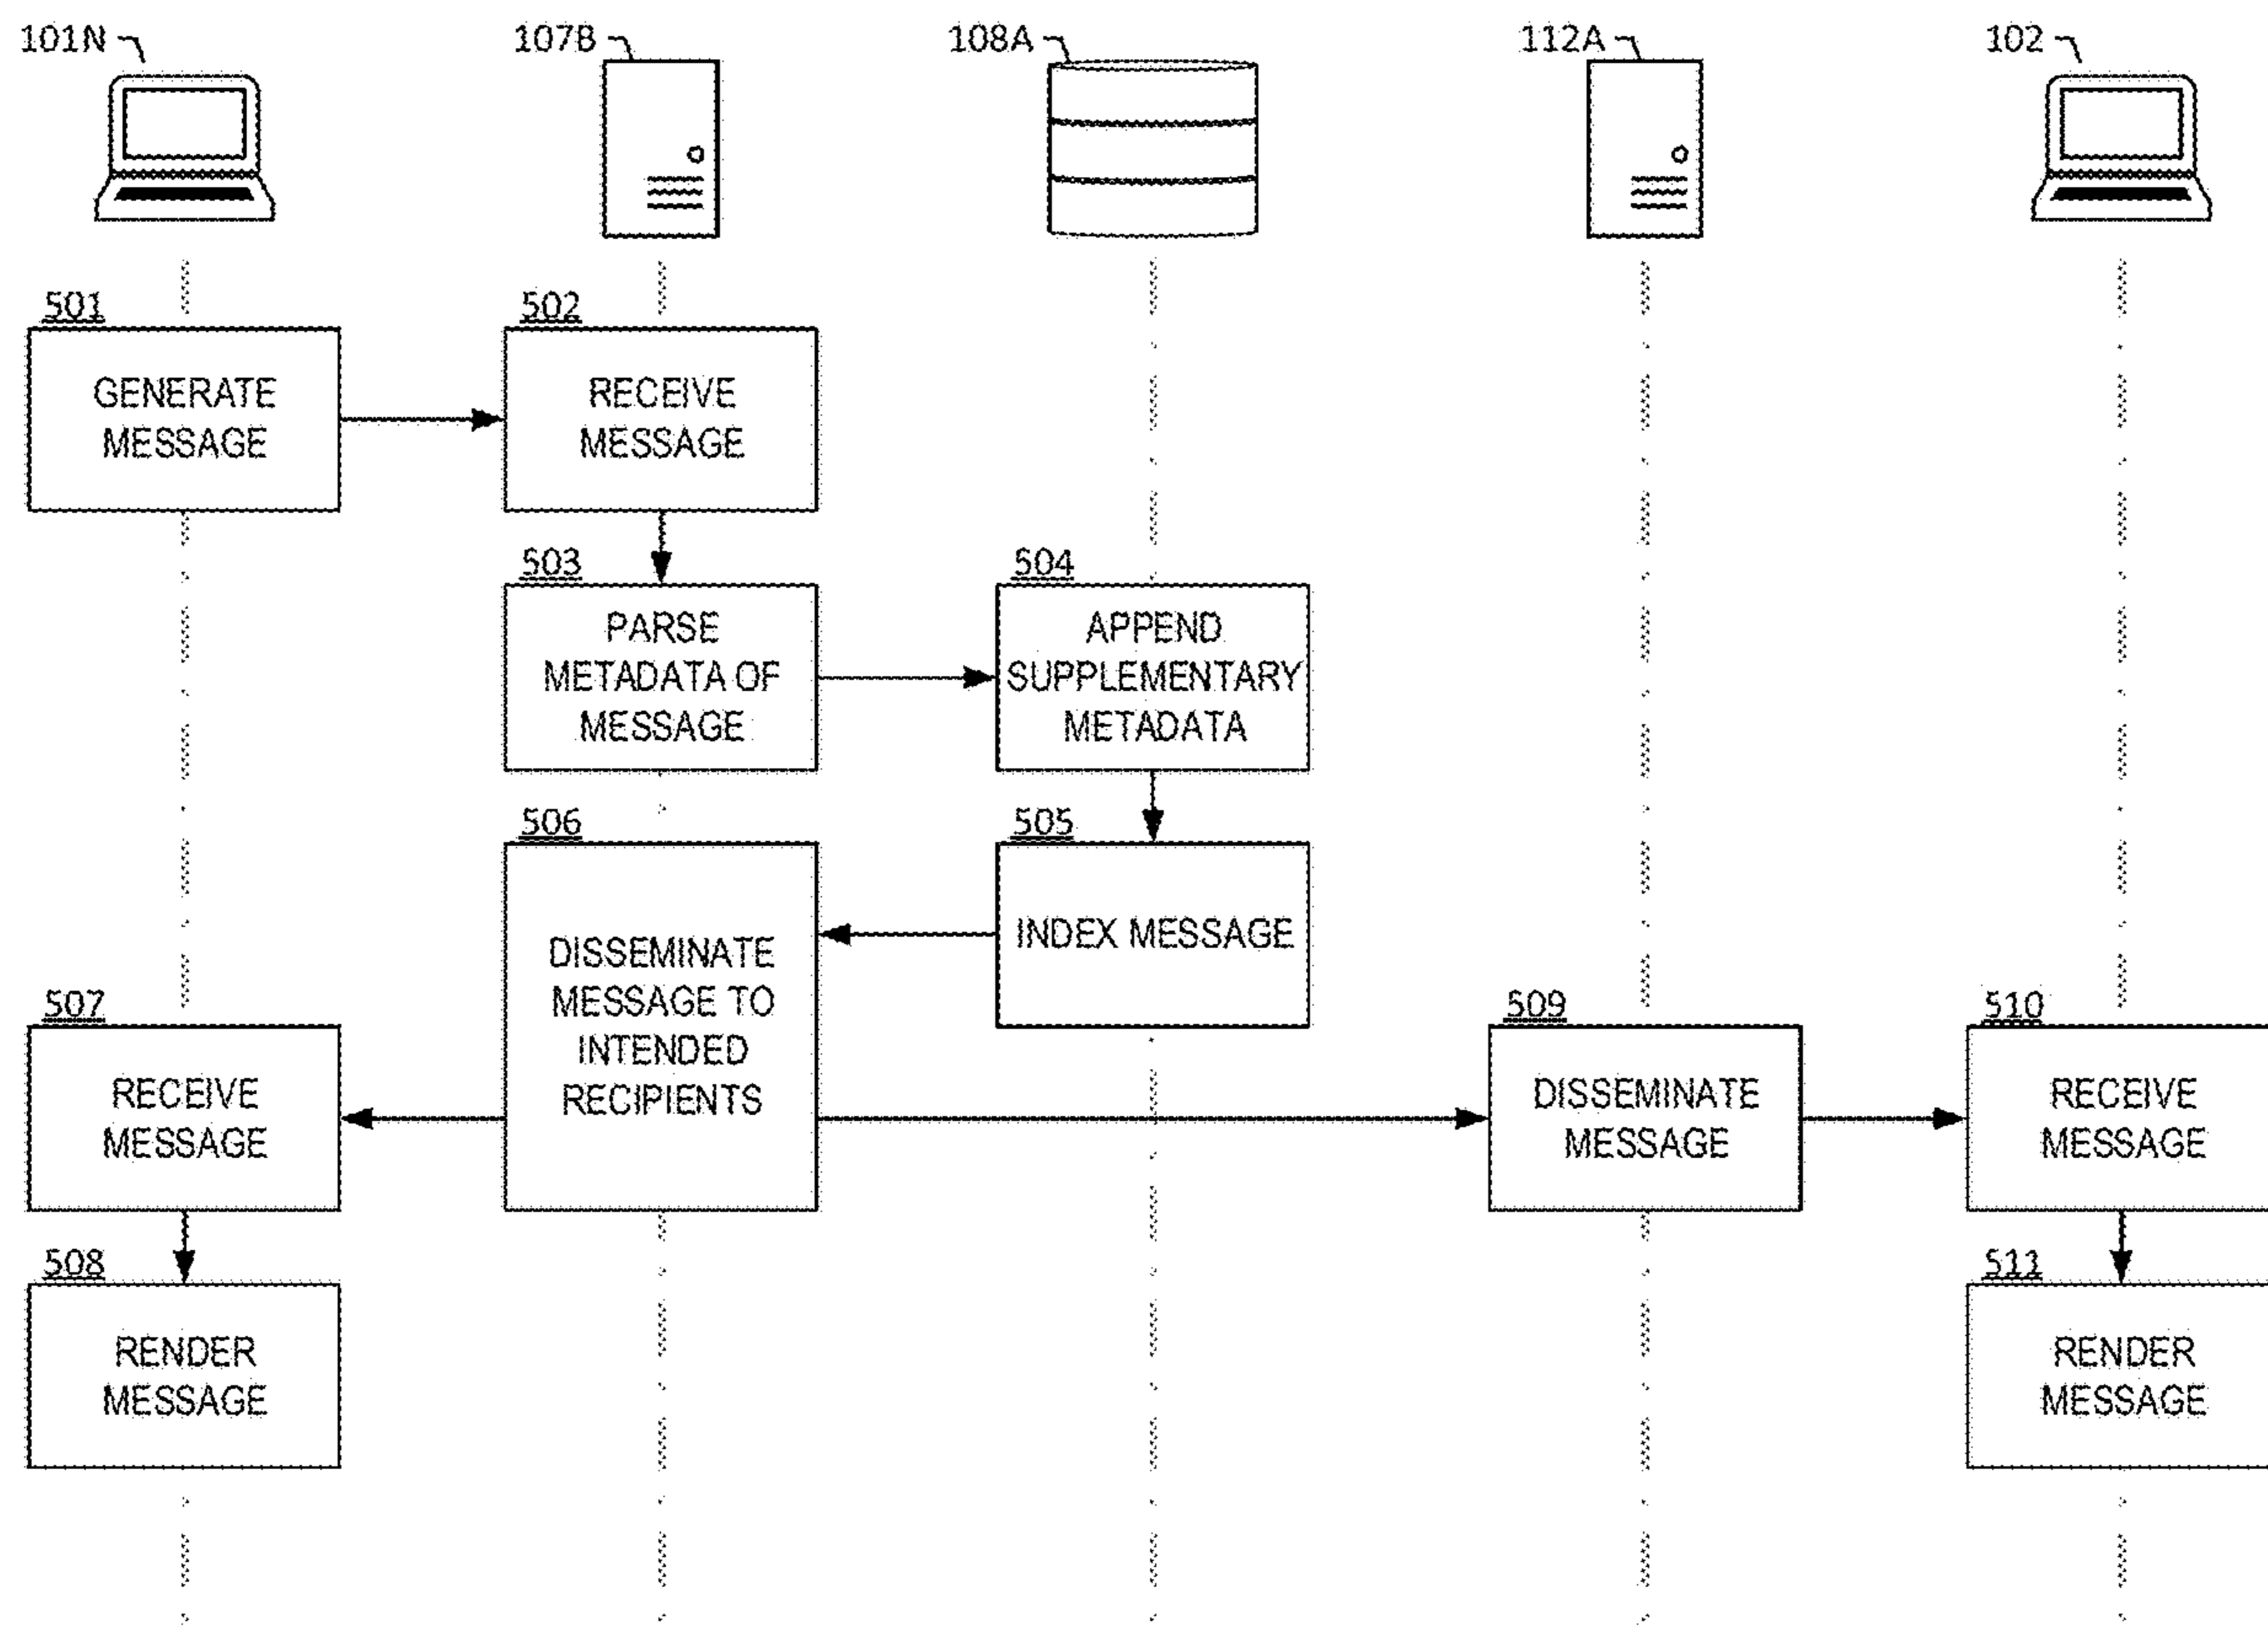 101N
107B
108A
112A
102
501
GENERATE
MESSAGE
502
RECEIVE
MESSAGE
503
PARSE
METADATA OF
MESSAGE
504
APPEND
SUPPLEMENTARY
METADATA
505
INDEX MESSAGE
506
DISSEMINATE
MESSAGE TO
INTENDED
RECIPIENTS
507
RECEIVE
MESSAGE
508
RENDER
MESSAGE
509
DISSEMINATE
MESSAGE
510
RECEIVE
MESSAGE
511
RENDER
MESSAGE